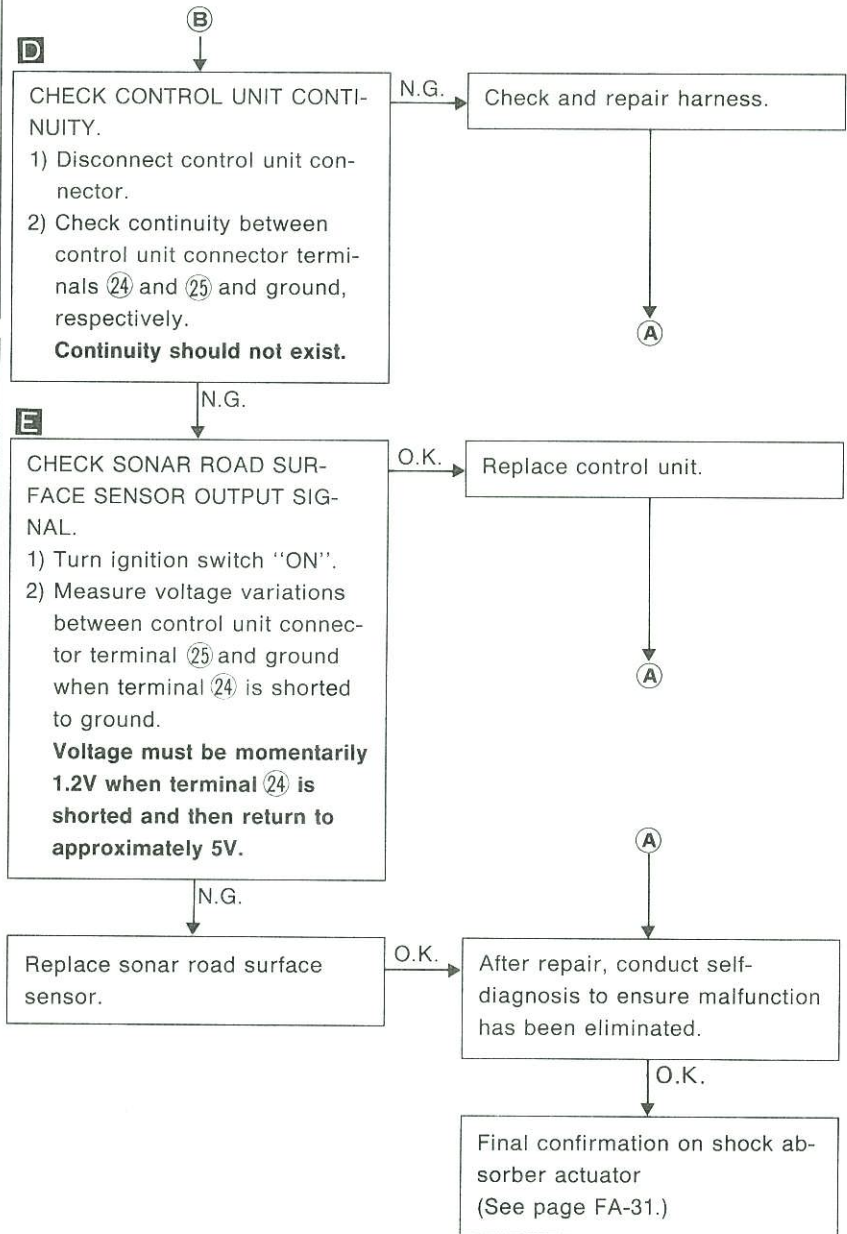 B
D
CHECK CONTROL UNIT CONTI-
NUITY.
1) Disconnect control unit con-
nector.
2) Check continuity between
control unit connector termi-
nals 24 and 25 and ground,
respectively.
Continuity should not exist.
N.G.
Check and repair harness.
A
N.G.
E
CHECK SONAR ROAD SUR-
FACE SENSOR OUTPUT SIG-
NAL.
1) Turn ignition switch ''ON''.
2) Measure voltage variations
between control unit connec-
tor terminal 25 and ground
when terminal 24 is shorted
to ground.
Voltage must be momentarily
1.2V when terminal 24 is
shorted and then return to
approximately 5V.
O.K.
Replace control unit.
A
N.G.
Replace sonar road surface
sensor.
O.K.
A
After repair, conduct self-
diagnosis to ensure malfunction
has been eliminated.
O.K.
Final confirmation on shock ab-
sorber actuator
(See page FA-31.)